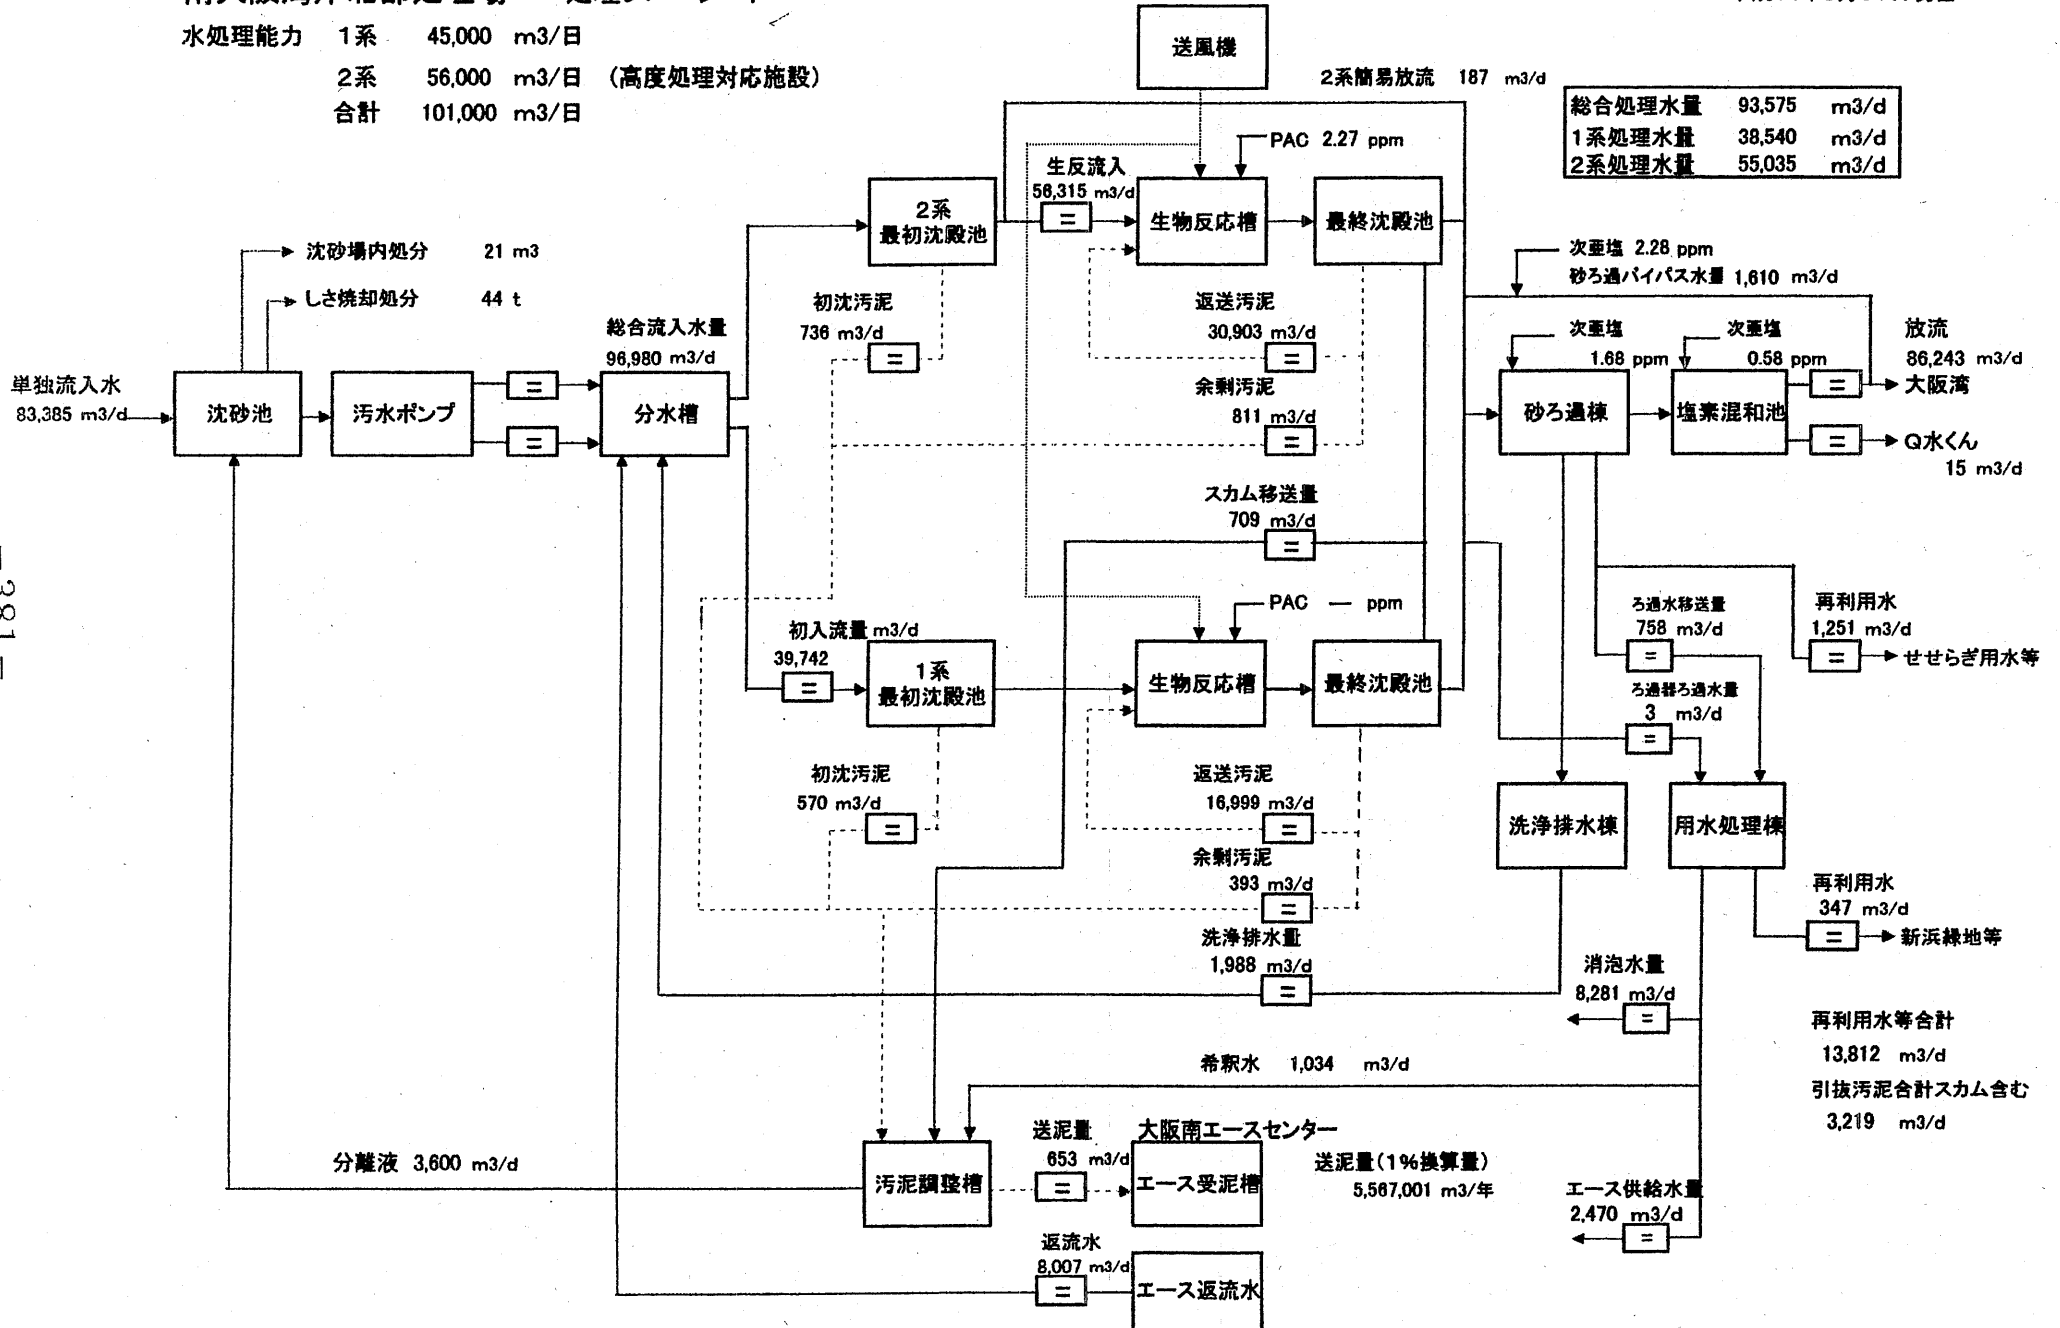 水処理能力 1系 45,000 m3/日
2系 56,000 m3/日 (高度処理対応施設)
合計 101,000 m3/日
送風機
2系簡易放流 187 m3/d
総合処理水量 93,575 m3/d
1系処理水量 38,540 m3/d
2系処理水量 55,035 m3/d
PAC 2.27 ppm
生反流入
56,315 m3/d
=
2系
最初沈殿池
生物反応槽
最終沈殿池
沈砂場内処分 21 m3
しさ焼却処分 44 t
次亜塩 2.28 ppm
砂ろ過バイパス水量 1,610 m3/d
初沈汚泥
736 m3/d
=
返送汚泥
30,903 m3/d
=
総合流入水量
96,980 m3/d
次亜塩
1.68 ppm
次亜塩
0.58 ppm
放流
86,243 m3/d
大阪湾
単独流入水
83,385 m3/d
沈砂池
汚水ポンプ
=
=
分水槽
余剰汚泥
811 m3/d
=
砂ろ過棟
塩素混和池
=
=
Q水くん
15 m3/d
スカム移送量
709 m3/d
=
PAC — ppm
ろ過水移送量
758 m3/d
=
再利用水
1,251 m3/d
=
せせらぎ用水等
初入流量 m3/d
39,742
=
1系
最初沈殿池
生物反応槽
最終沈殿池
ろ過器ろ過水量
3 m3/d
=
初沈汚泥
570 m3/d
=
返送汚泥
16,999 m3/d
=
洗浄排水棟
用水処理棟
余剰汚泥
393 m3/d
=
再利用水
347 m3/d
=
新浜緑地等
洗浄排水量
1,988 m3/d
=
消泡水量
8,281 m3/d
=
再利用水等合計
13,812 m3/d
希釈水 1,034 m3/d
引抜汚泥合計スカム含む
3,219 m3/d
分離液 3,600 m3/d
汚泥調整槽
送泥量
653 m3/d
=
大阪南エースセンター
エース受泥槽
送泥量(1%換算量)
5,567,001 m3/年
エース供給水量
2,470 m3/d
=
返流水
8,007 m3/d
=
エース返流水
—381—